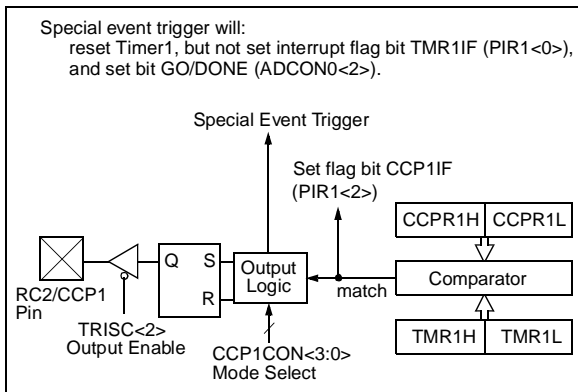 Special event trigger will:
reset Timer1, but not set interrupt flag bit TMR1IF (PIR1<0>),
and set bit GO/DONE (ADCON0<2>).
Special Event Trigger
Set flag bit CCP1IF
(PIR1<2>)
CCPR1H CCPR1L
Q S Output
Logic
R
match
Comparator
RC2/CCP1
Pin
TRISC<2>
Output Enable
CCP1CON<3:0>
Mode Select
TMR1H TMR1L